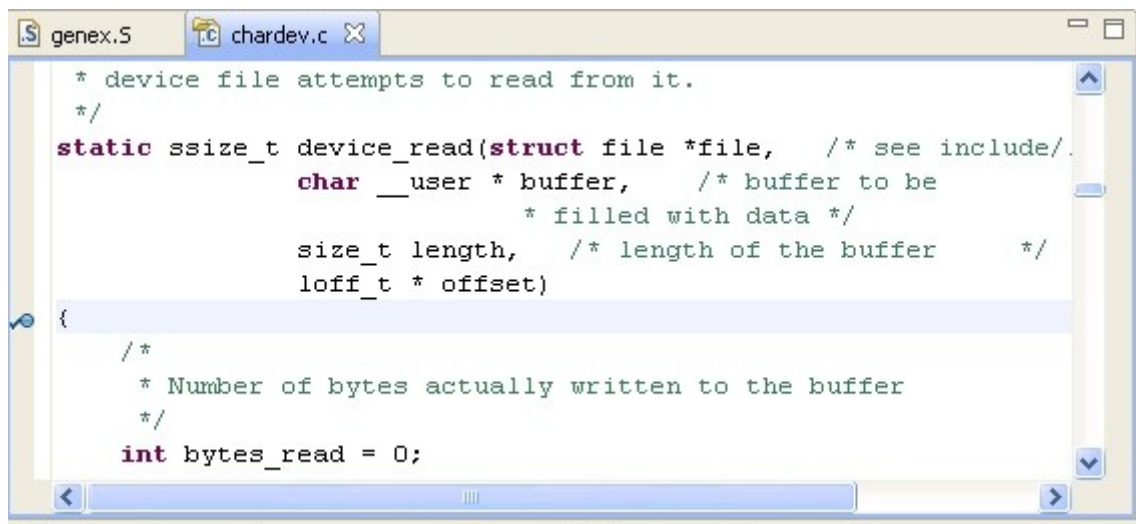 genex.S chardev.c
* device file attempts to read from it.
*/
static ssize_t device_read(struct file *file, /* see include/.
char __user * buffer, /* buffer to be
* filled with data */
size_t length, /* length of the buffer */
loff_t * offset)
{
/*
* Number of bytes actually written to the buffer
*/
int bytes_read = 0;